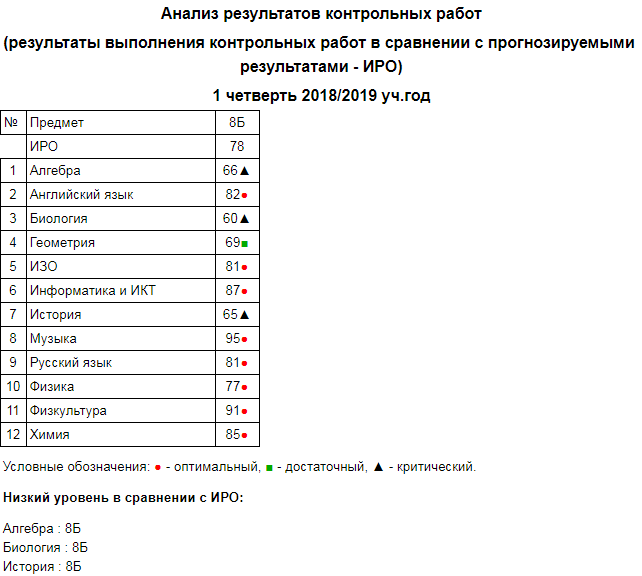 Анализ результатов контрольных работ
(результаты выполнения контрольных работ в сравнении с прогнозируемыми
результатами - ИРО)
1 четверть 2018/2019 уч.год
№ Предмет 8Б
ИРО 78
1 Алгебра 66▲
2 Английский язык 82●
3 Биология 60▲
4 Геометрия 69■
5 ИЗО 81●
6 Информатика и ИКТ 87●
7 История 65▲
8 Музыка 95●
9 Русский язык 81●
10 Физика 77●
11 Физкультура 91●
12 Химия 85●
Условные обозначения: ● - оптимальный, ■ - достаточный, ▲ - критический.
Низкий уровень в сравнении с ИРО:
Алгебра : 8Б
Биология : 8Б
История : 8Б